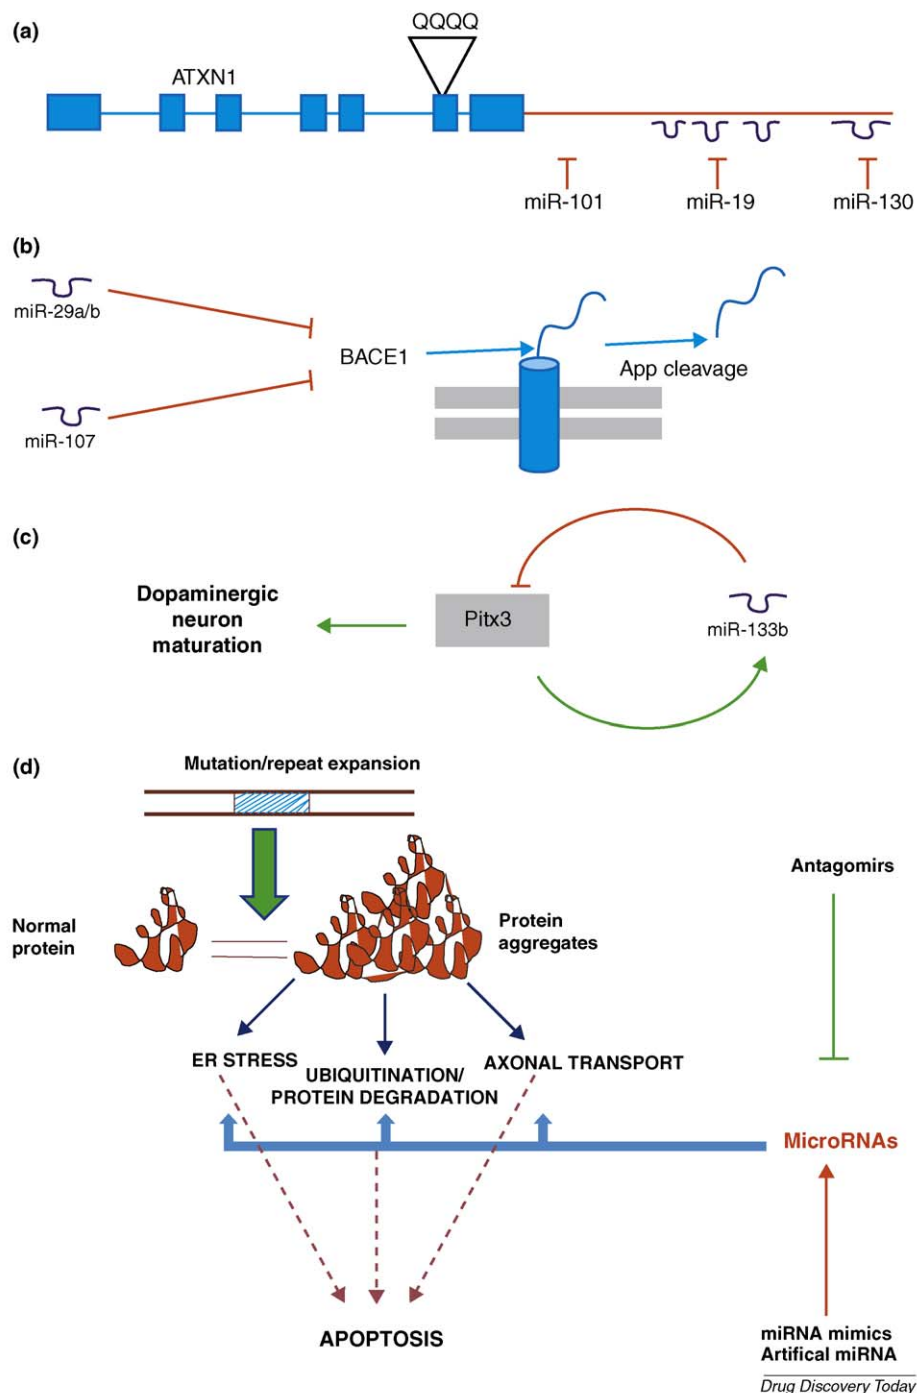 (a)
QQQQ
ATXN1
miR-101
miR-19
miR-130
(b)
miR-29a/b
BACE1
App cleavage
miR-107
(c)
Dopaminergic
neuron
maturation
Pitx3
miR-133b
(d)
Mutation/repeat expansion
Normal
protein
Protein
aggregates
Antagomirs
ER STRESS
UBIQUITINATION/
PROTEIN DEGRADATION
AXONAL TRANSPORT
MicroRNAs
APOPTOSIS
miRNA mimics
Artifical miRNA
Drug Discovery Today